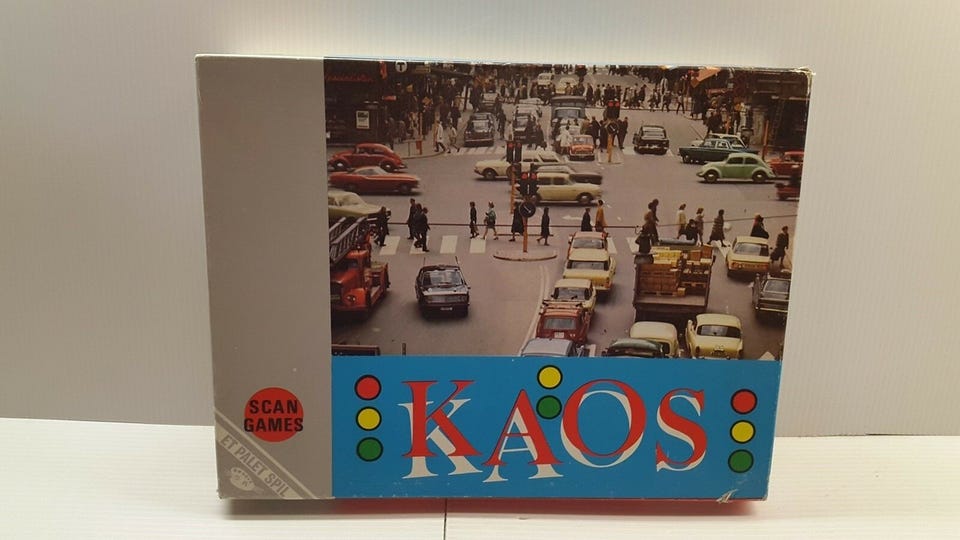 SCAN
GAMES
ET PALET SPIL
KAOS